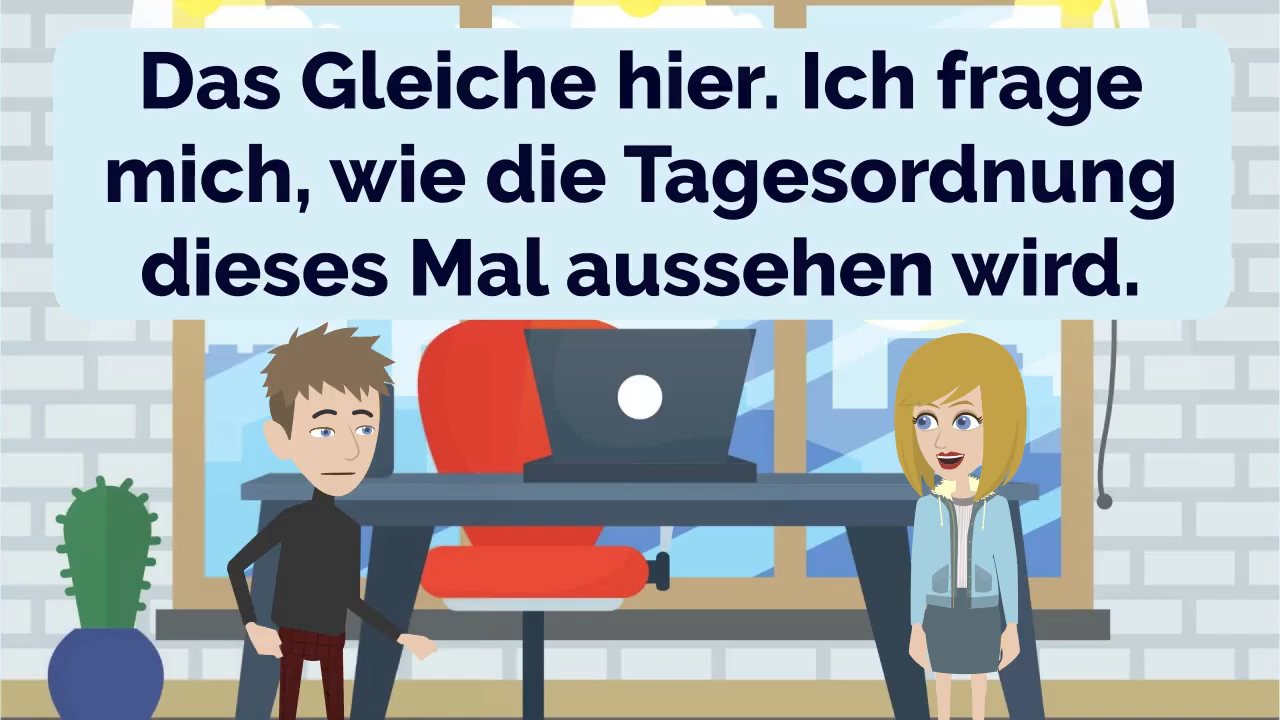 Das Gleiche hier. Ich frage
mich, wie die Tagesordnung
dieses Mal aussehen wird.